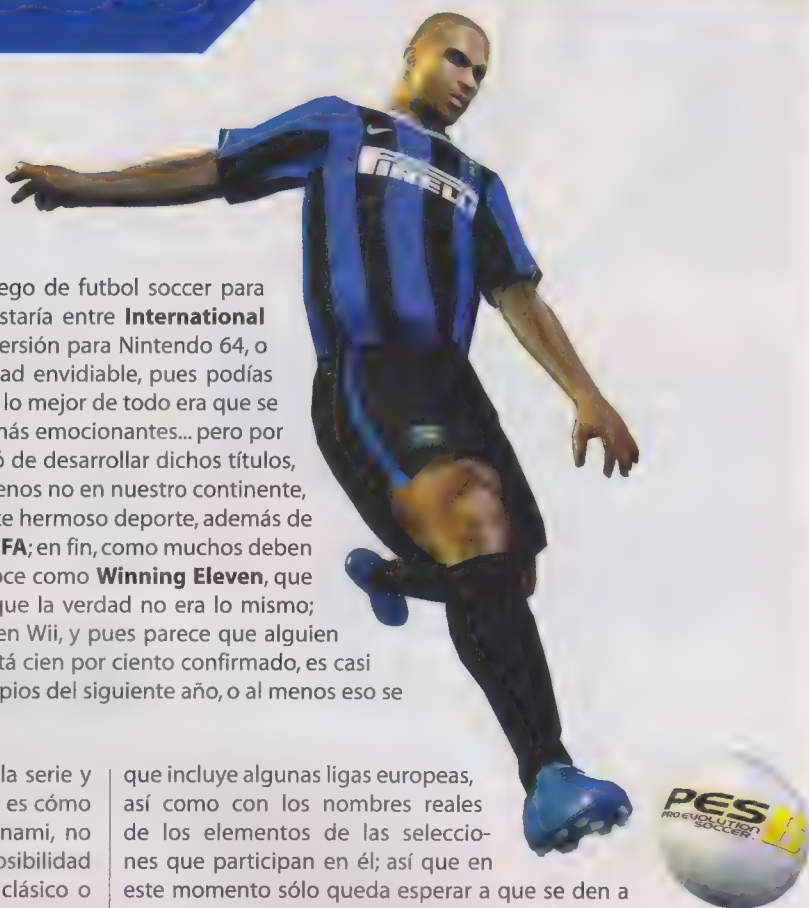 PIRELLI
ego de futbol soccer para
staría entre International
ersión para Nintendo 64, o
ad envidiable, pues podías
lo mejor de todo era que se
más emocionantes... pero por
ó de desarrollar dichos títulos,
enos no en nuestro continente,
te hermoso deporte, además de
FA; en fin, como muchos deben
oce como Winning Eleven, que
que la verdad no era lo mismo;
en Wii, y pues parece que alguien
tá cien por ciento confirmado, es casi
pios del siguiente año, o al menos eso se
la serie y
es cómo
nami, no
osibilidad
clásico o
que incluye algunas ligas europeas,
así como con los nombres reales
de los elementos de las seleccio-
nes que participan en él; así que en
este momento sólo queda esperar a que se den a
PES 6
PRO EVOLUTION
SOCCER